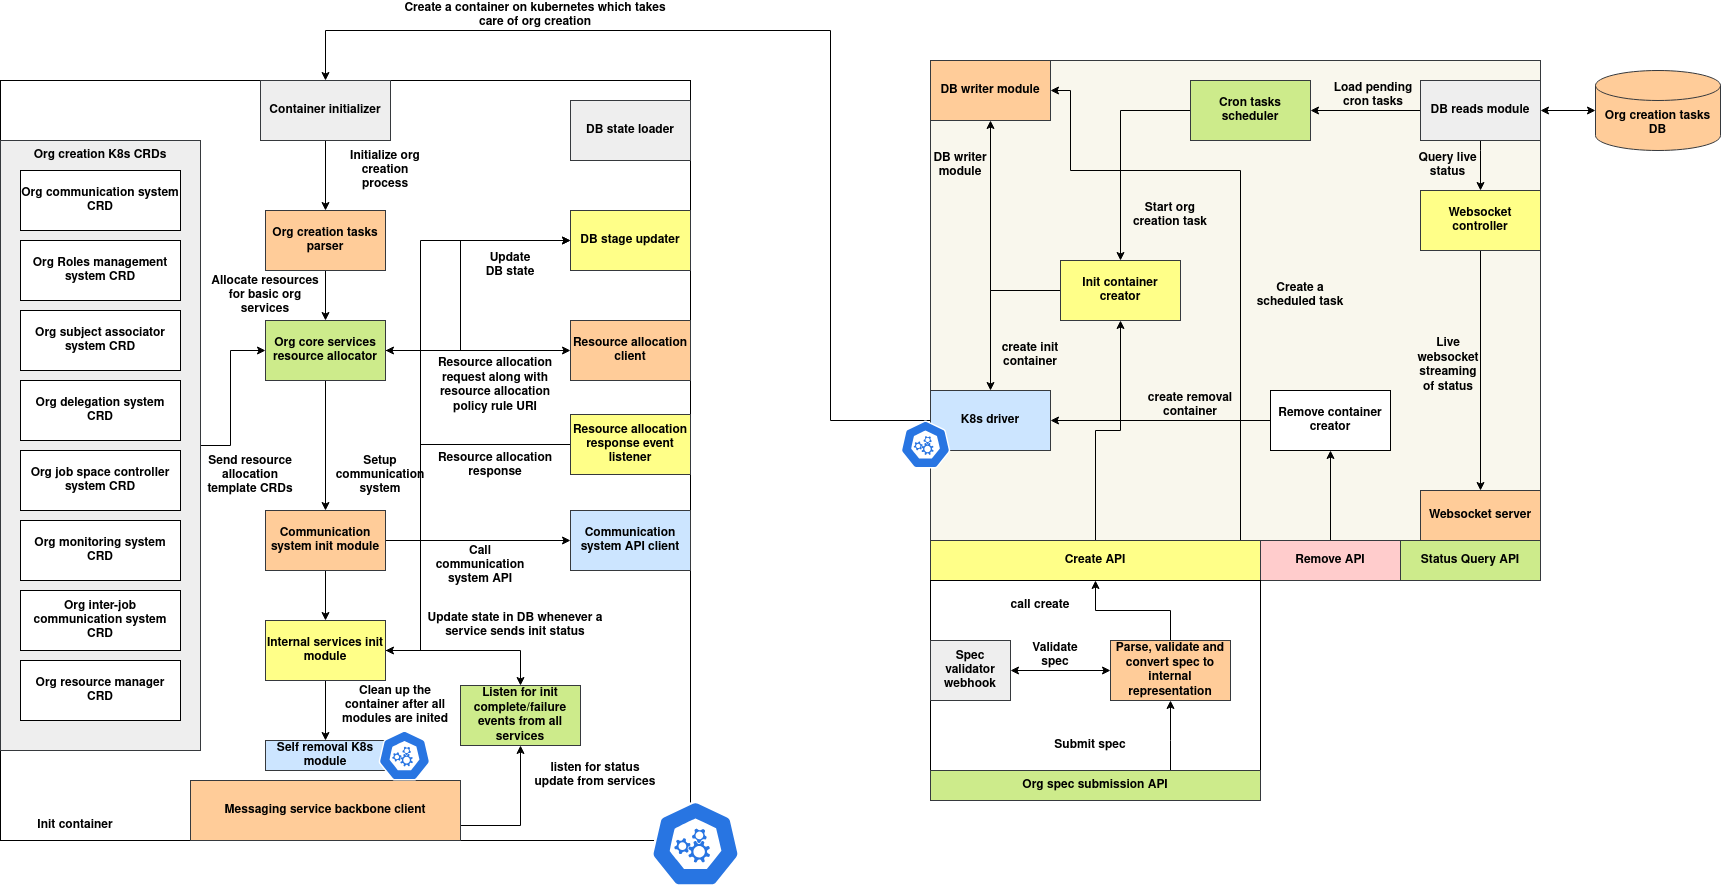 Create a container on kubernetes which takes
care of org creation
Container initializer
DB state loader
Org creation K8s CRDs
Initialize org
creation
process
Org communication system
CRD
Org Roles management
system CRD
Org subject associator
system CRD
Org delegation system
CRD
Org job space controller
system CRD
Org monitoring system
CRD
Org inter-job
communication system
CRD
Org resource manager
CRD
Org creation tasks
parser
DB stage updater
Update
DB state
Allocate resources
for basic org
services
Org core services
resource allocator
Resource allocation
client
Resource allocation
request along with
resource allocation
policy rule URI
Resource allocation
response event
listener
Resource allocation
response
Send resource
allocation
template CRDs
Setup
communication
system
Communication
system init module
Communication
system API client
Call
communication
system API
Update state in DB whenever a
service sends init status
Internal services init
module
Clean up the
container after all
modules are inited
Listen for init
complete/failure
events from all
services
Self removal K8s
module
listen for status
update from services
Messaging service backbone client
Init container
DB writer module
Cron tasks
scheduler
Load pending
cron tasks
DB reads module
Org creation tasks
DB
DB writer
module
Query live
status
Start org
creation task
Websocket
controller
Init container
creator
Create a
scheduled task
create init
container
Live
websocket
streaming
of status
K8s driver
create removal
container
Remove container
creator
Websocket server
Create API
Remove API
Status Query API
call create
Spec
validator
webhook
Validate
spec
Parse, validate and
convert spec to
internal
representation
Submit spec
Org spec submission API